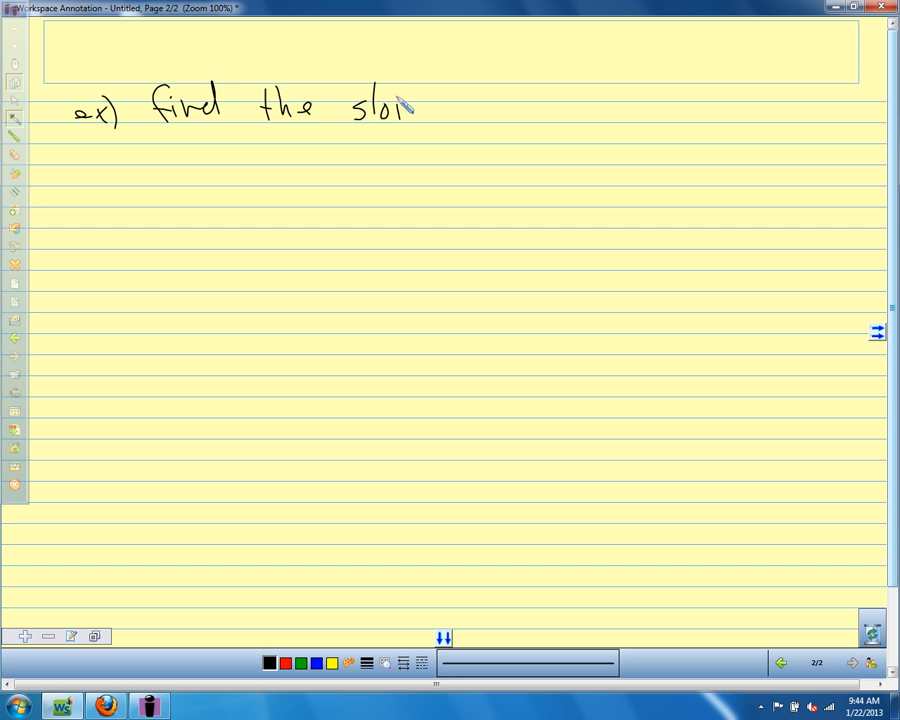 Workspace Annotation - Untitled, Page 2/2 (Zoom 100%) *
ex) find the
2/2
9:44 AM
1/22/2013